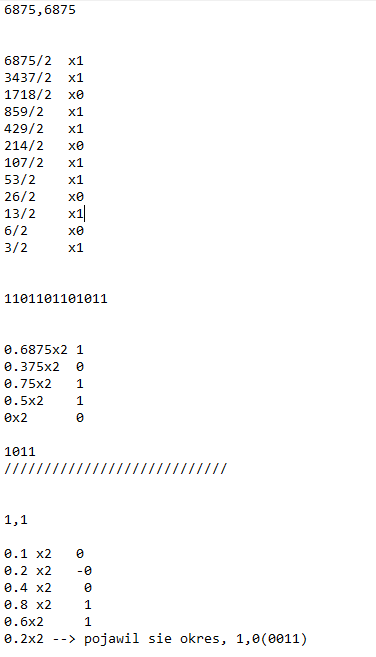 6875,6875
6875/2 x1
3437/2 x1
1718/2 x0
859/2 x1
429/2 x1
214/2 x0
107/2 x1
53/2 x1
26/2 x0
13/2 x1
6/2 x0
3/2 x1
1101101101011
0.6875x2 1
0.375x2 0
0.75x2 1
0.5x2 1
0x2 0
1011
////////////////////////////
1,1
0.1 x2 0
0.2 x2 -0
0.4 x2 0
0.8 x2 1
0.6x2 1
0.2x2 --> pojawil sie okres, 1,0(0011)